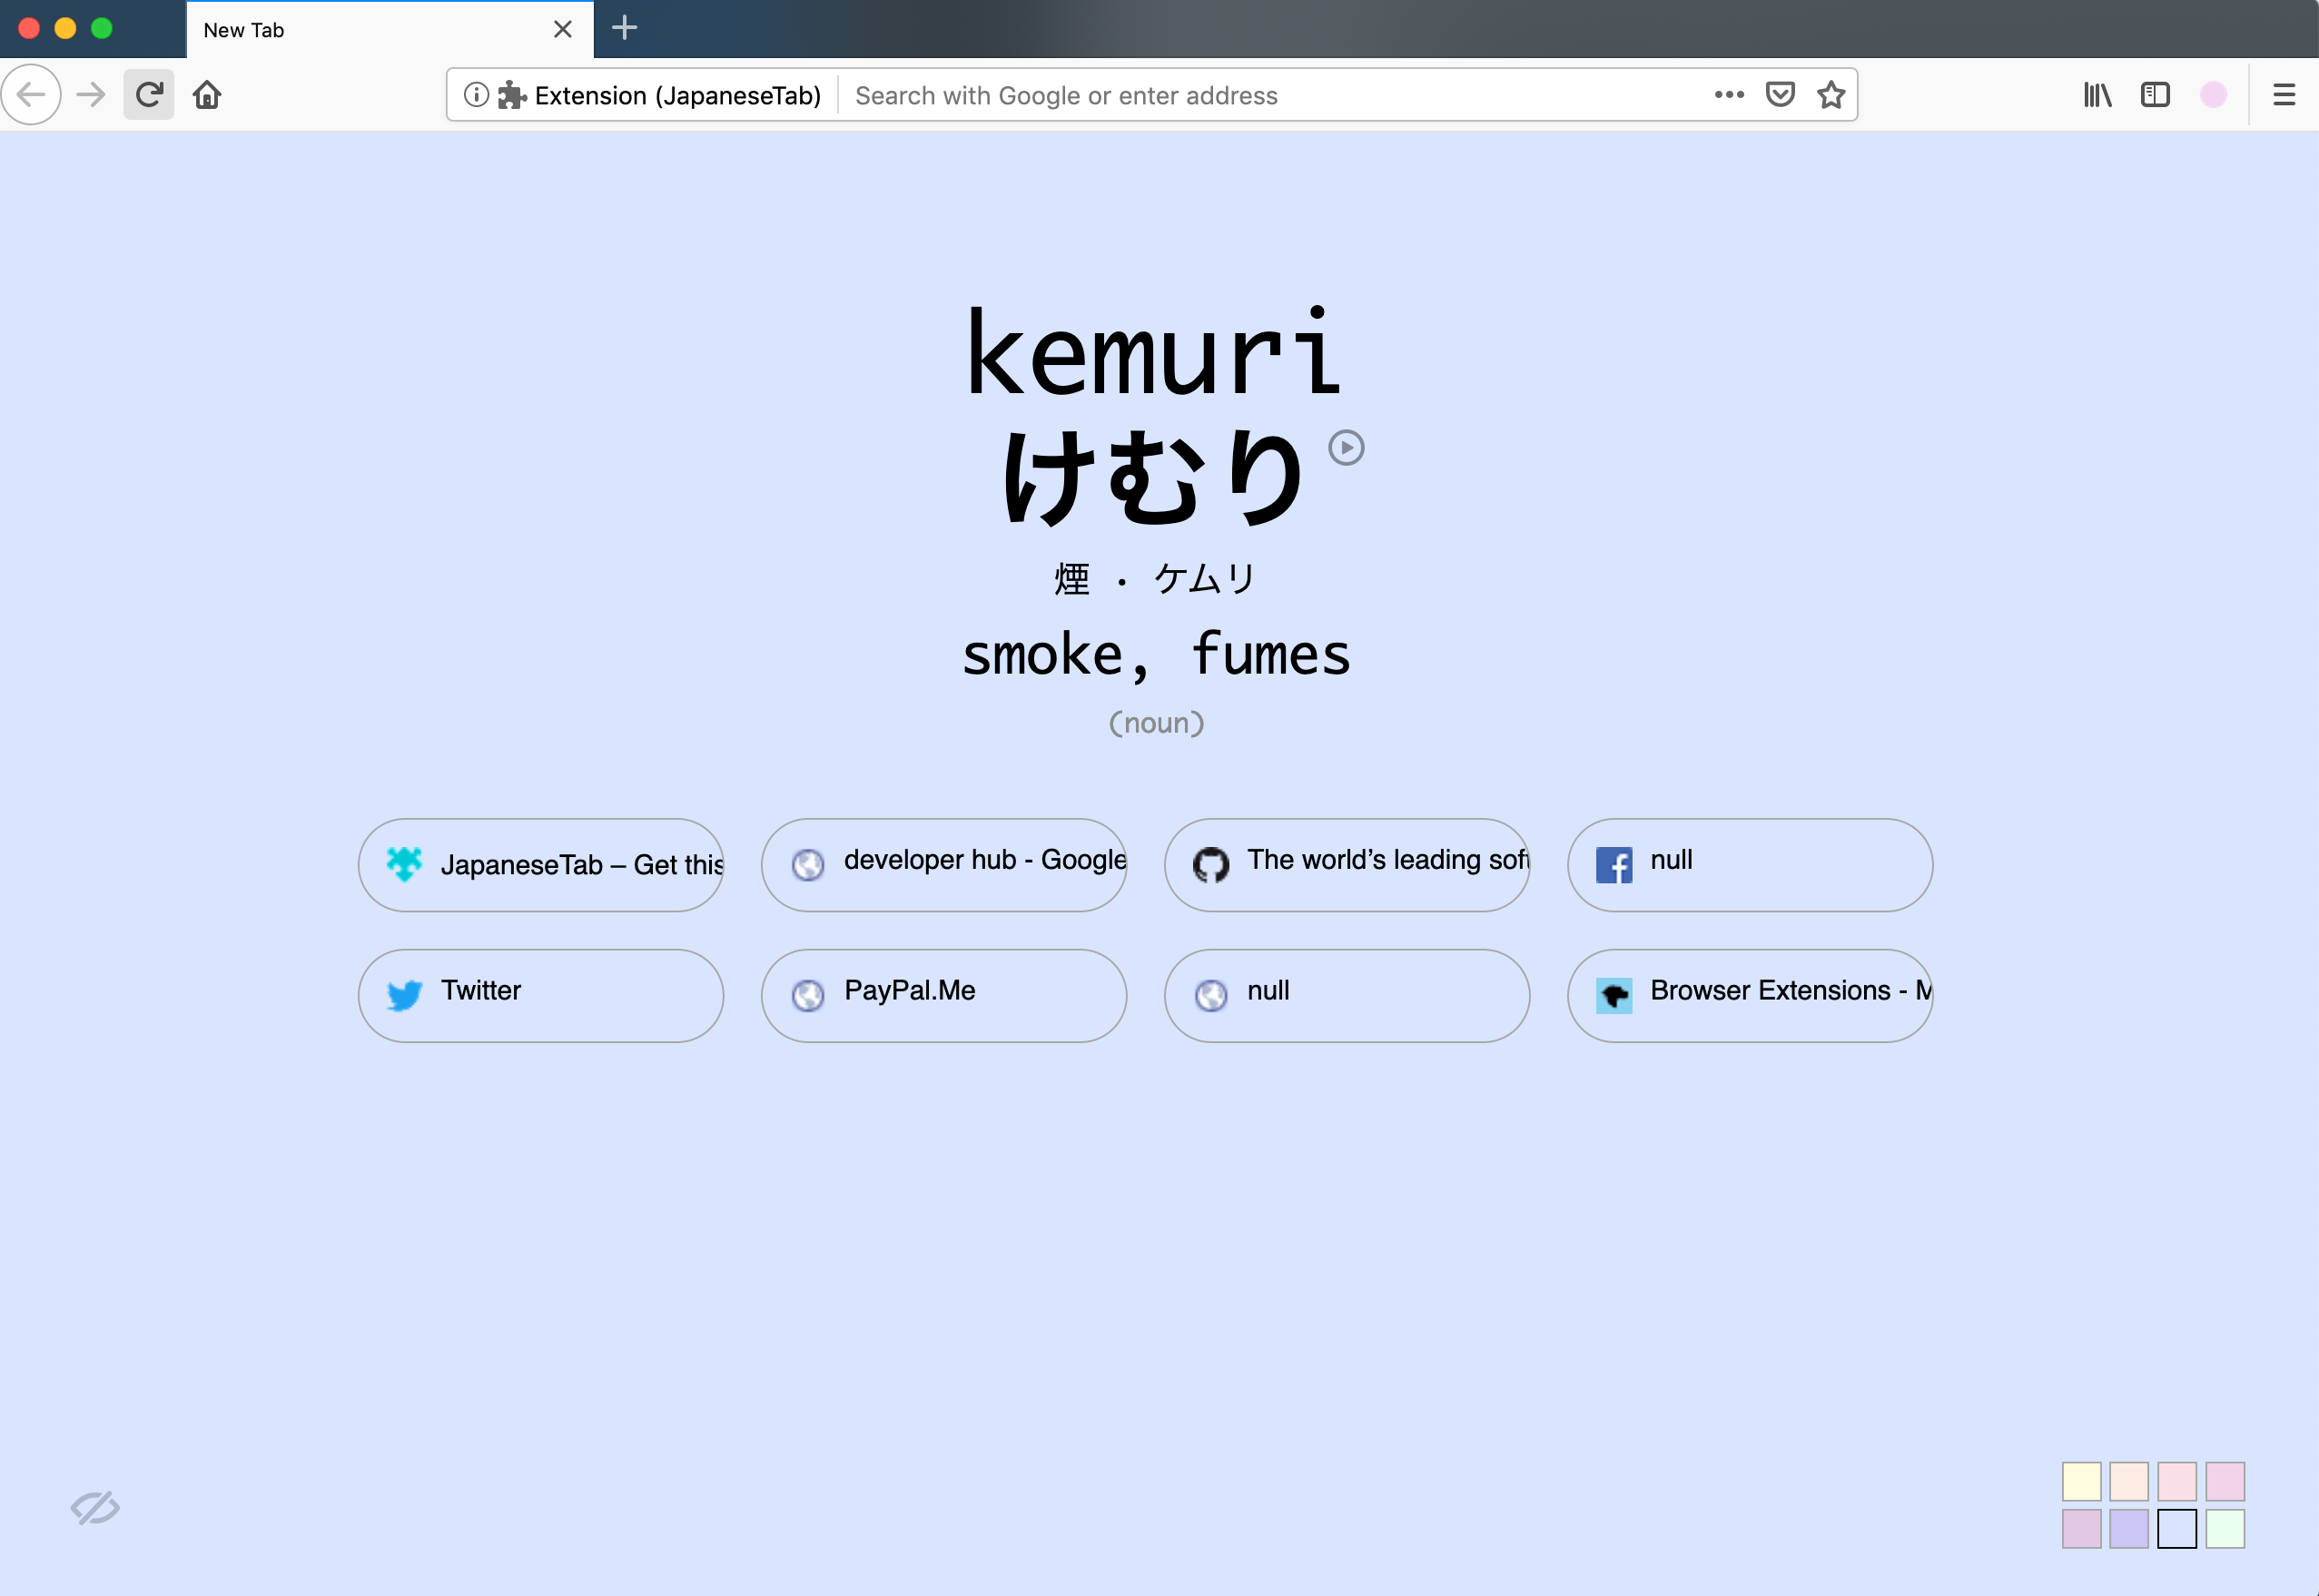 New Tab
Extension (JapaneseTab) Search with Google or enter address
kemuri
けむり
煙 ・ ケムリ
smoke, fumes
(noun)
JapaneseTab – Get this
developer hub - Google
The world’s leading sof
null
Twitter
PayPal.Me
null
Browser Extensions - M